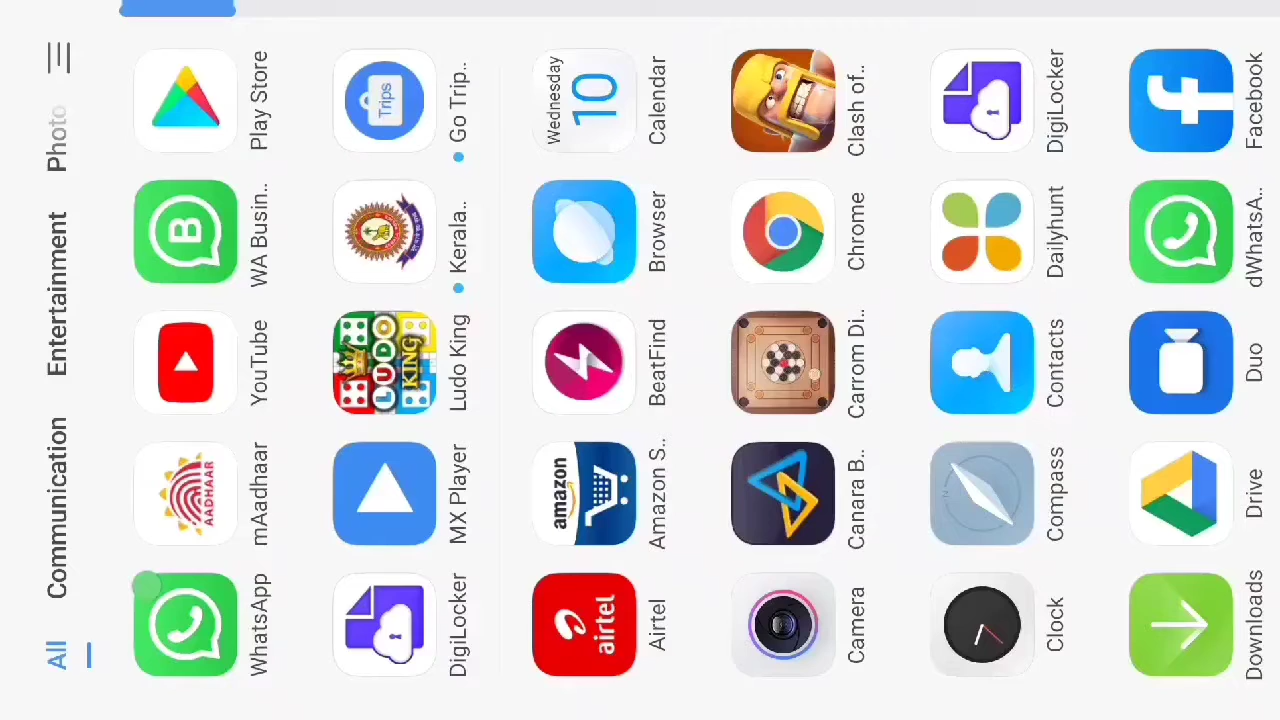 All Communication Entertainment Photo
AADHAAR B
WhatsApp mAadhaar YouTube WA Busin.. Play Store
LUDO KING Trips
DigiLocker MX Player Ludo King Kerala.. Go Trip..
airtel amazon Wednesday 10
Airtel Amazon S.. BeatFind Browser Calendar
Camera Canara B.. Carrom Di.. Chrome Clash of..
Clock Compass Contacts Dailyhunt DigiLocker
Downloads Drive Duo dWhatsA.. Facebook